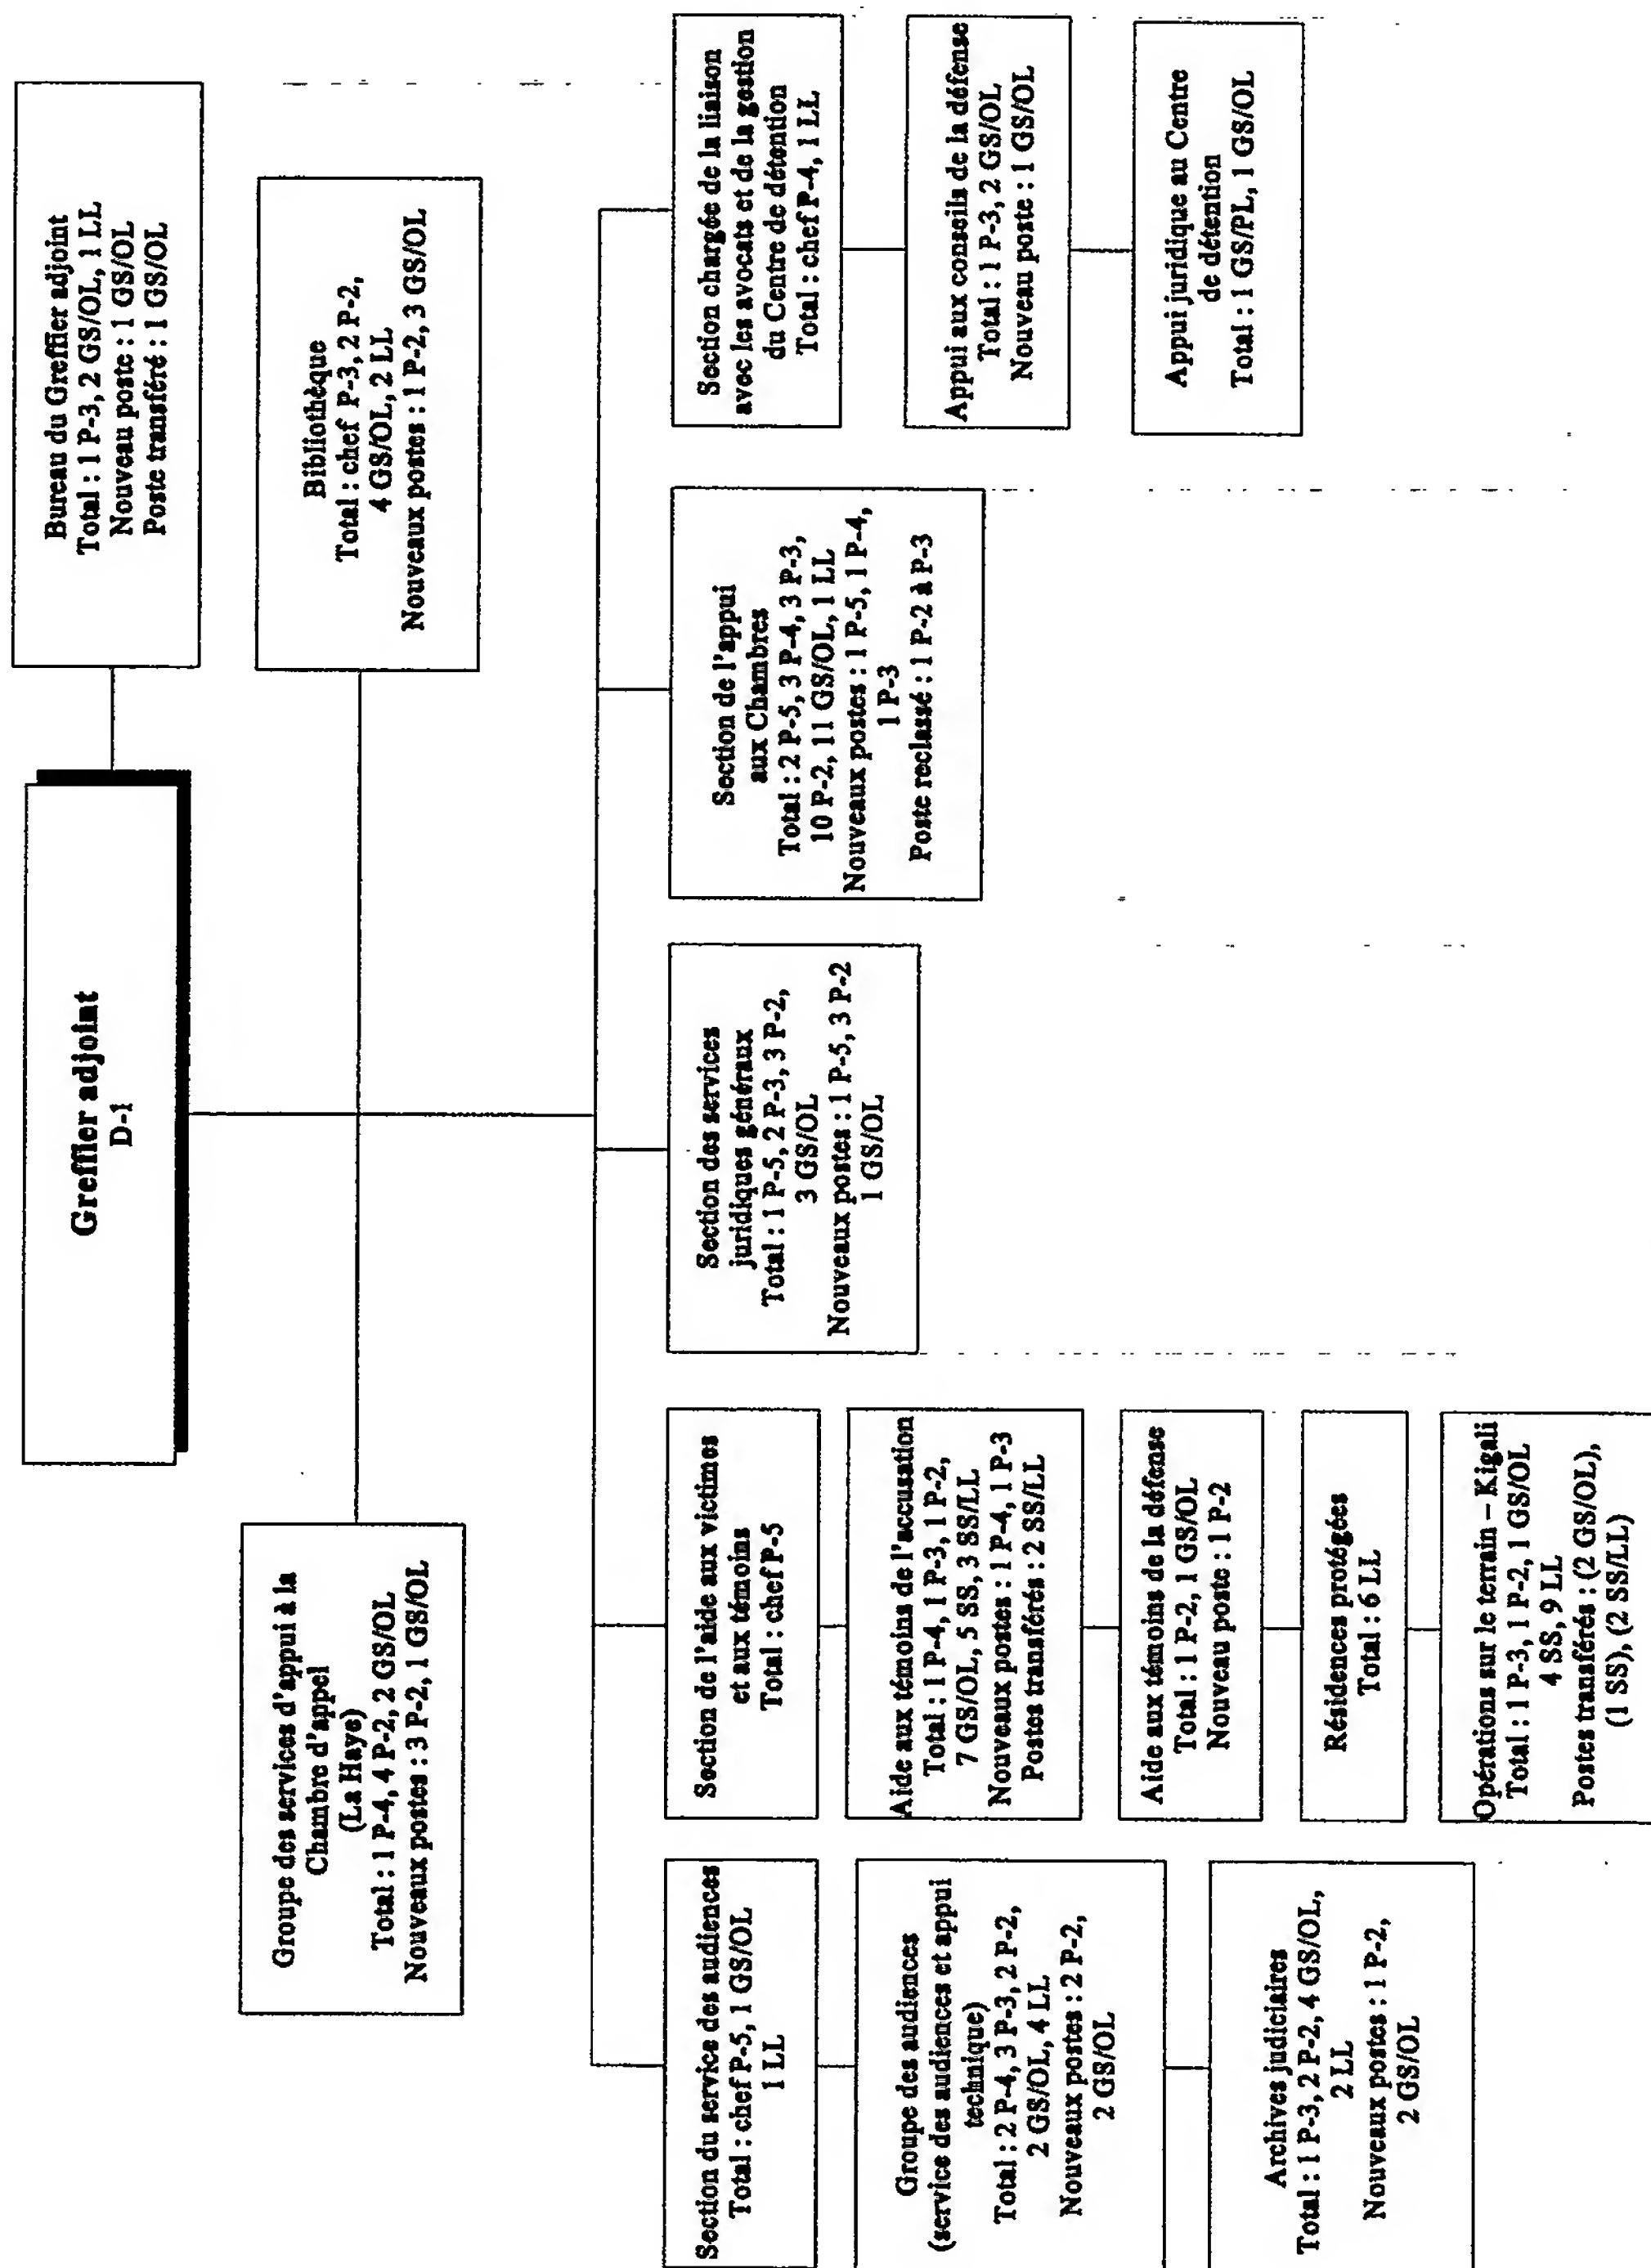 Greffier adjoint
D-1
Bureau du Greffier adjoint
Total : 1 P-3, 2 GS/OL, 1 LL
Nouveau poste : 1 GS/OL
Poste transféré : 1 GS/OL
Groupe des services d'appui à la
Chambre d'appel
(La Haye)
Total : 1 P-4, 4 P-2, 2 GS/OL
Nouveaux postes : 3 P-2, 1 GS/OL
Bibliothèque
Total : chef P-3, 2 P-2,
4 GS/OL, 2 LL
Nouveaux postes : 1 P-2, 3 GS/OL
Section du service des audiences
Total : chef P-5, 1 GS/OL
1 LL
Groupe des audiences
(service des audiences et appui
technique)
Total : 2 P-4, 3 P-3, 2 P-2,
2 GS/OL, 4 LL
Nouveaux postes : 2 P-2,
2 GS/OL
Archives judiciaires
Total : 1 P-3, 2 P-2, 4 GS/OL,
2 LL
Nouveaux postes : 1 P-2,
2 GS/OL
Section de l'aide aux victimes
et aux témoins
Total : chef P-5
Aide aux témoins de l'accusation
Total : 1 P-4, 1 P-3, 1 P-2,
7 GS/OL, 5 SS, 3 SS/LL
Nouveaux postes : 1 P-4, 1 P-3
Postes transférés : 2 SS/LL
Aide aux témoins de la défense
Total : 1 P-2, 1 GS/OL
Nouveau poste : 1 P-2
Résidences protégées
Total : 6 LL
Opérations sur le terrain – Kigali
Total : 1 P-3, 1 P-2, 1 GS/OL
4 SS, 9 LL
Postes transférés : (2 GS/OL),
(1 SS), (2 SS/LL)
Section des services
juridiques généraux
Total : 1 P-5, 2 P-3, 3 P-2,
3 GS/OL
Nouveaux postes : 1 P-5, 3 P-2
1 GS/OL
Section de l'appui
aux Chambres
Total : 2 P-5, 3 P-4, 3 P-3,
10 P-2, 11 GS/OL, 1 LL
Nouveaux postes : 1 P-5, 1 P-4,
1 P-3
Poste reclassé : 1 P-2 à P-3
Section chargée de la liaison
avec les avocats et de la gestion
du Centre de détention
Total : chef P-4, 1 LL
Appui aux conseils de la défense
Total : 1 P-3, 2 GS/OL
Nouveau poste : 1 GS/OL
Appui juridique au Centre
de détention
Total : 1 GS/PL, 1 GS/OL